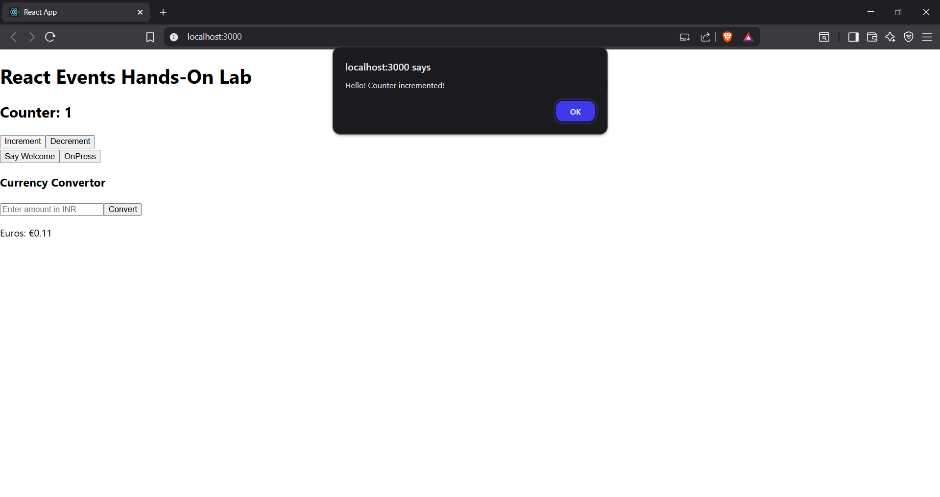 React App
localhost:3000
localhost:3000 says
Hello! Counter incremented!
OK
React Events Hands-On Lab
Counter: 1
Increment Decrement
Say Welcome OnPress
Currency Convertor
Enter amount in INR Convert
Euros: €0.11